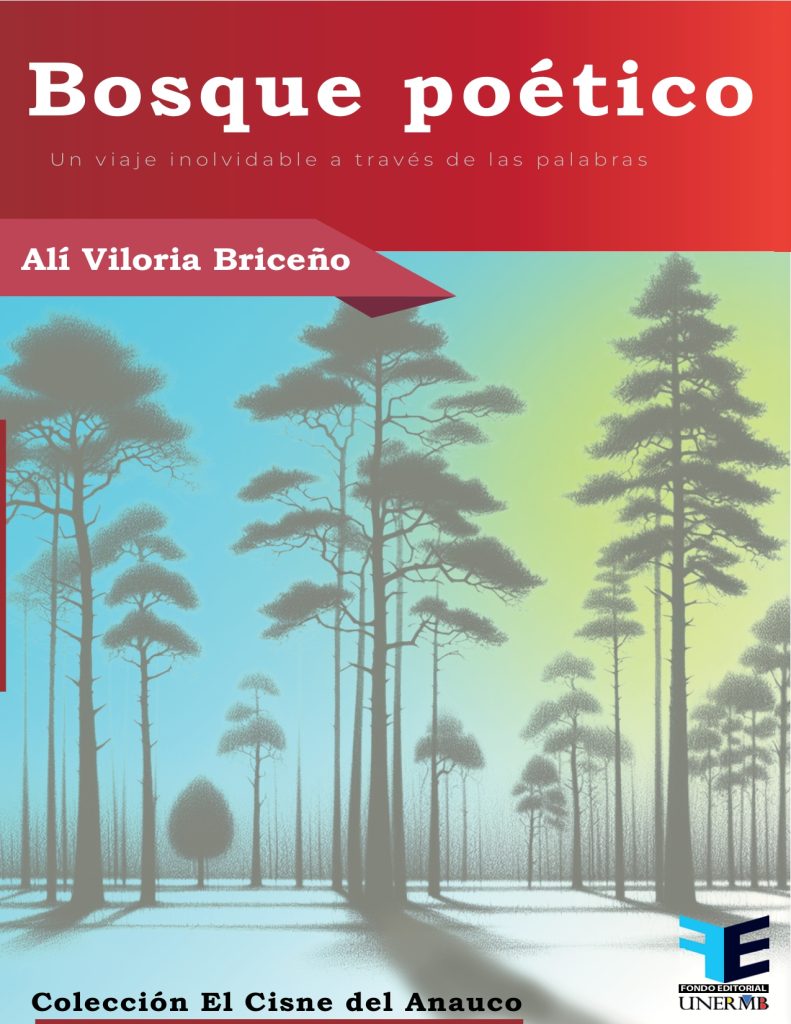 Bosque poético
Un viaje inolvidable a través de las palabras
Alí Viloria Briceño
FONDO EDITORIAL
UNERMB
Colección El Cisne del Anauco